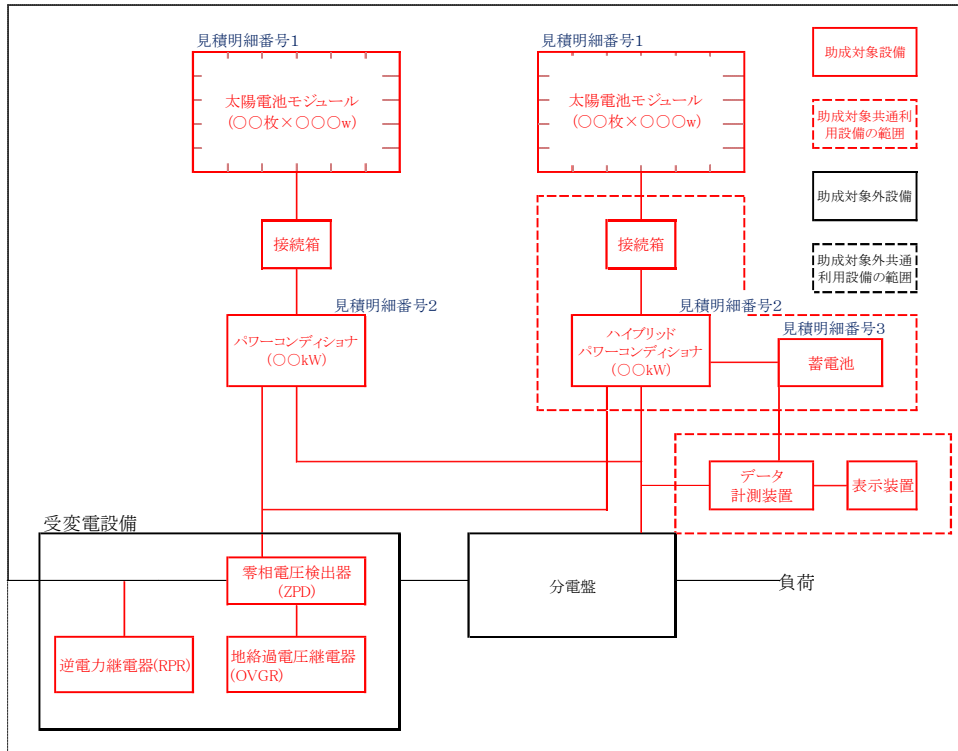 見積明細番号1
見積明細番号1
太陽電池モジュール
(○○枚×○○○w)
太陽電池モジュール
(○○枚×○○○w)
助成対象設備
助成対象共通利
用設備の範囲
助成対象外設備
助成対象外共通
利用設備の範囲
接続箱
接続箱
見積明細番号2
見積明細番号2
見積明細番号3
パワーコンディショナ
(○○kW)
ハイブリッド
パワーコンディショナ
(○○kW)
蓄電池
データ
計測装置
表示装置
受変電設備
零相電圧検出器
(ZPD)
分電盤
負荷
逆電力継電器(RPR)
地絡過電圧継電器
(OVGR)